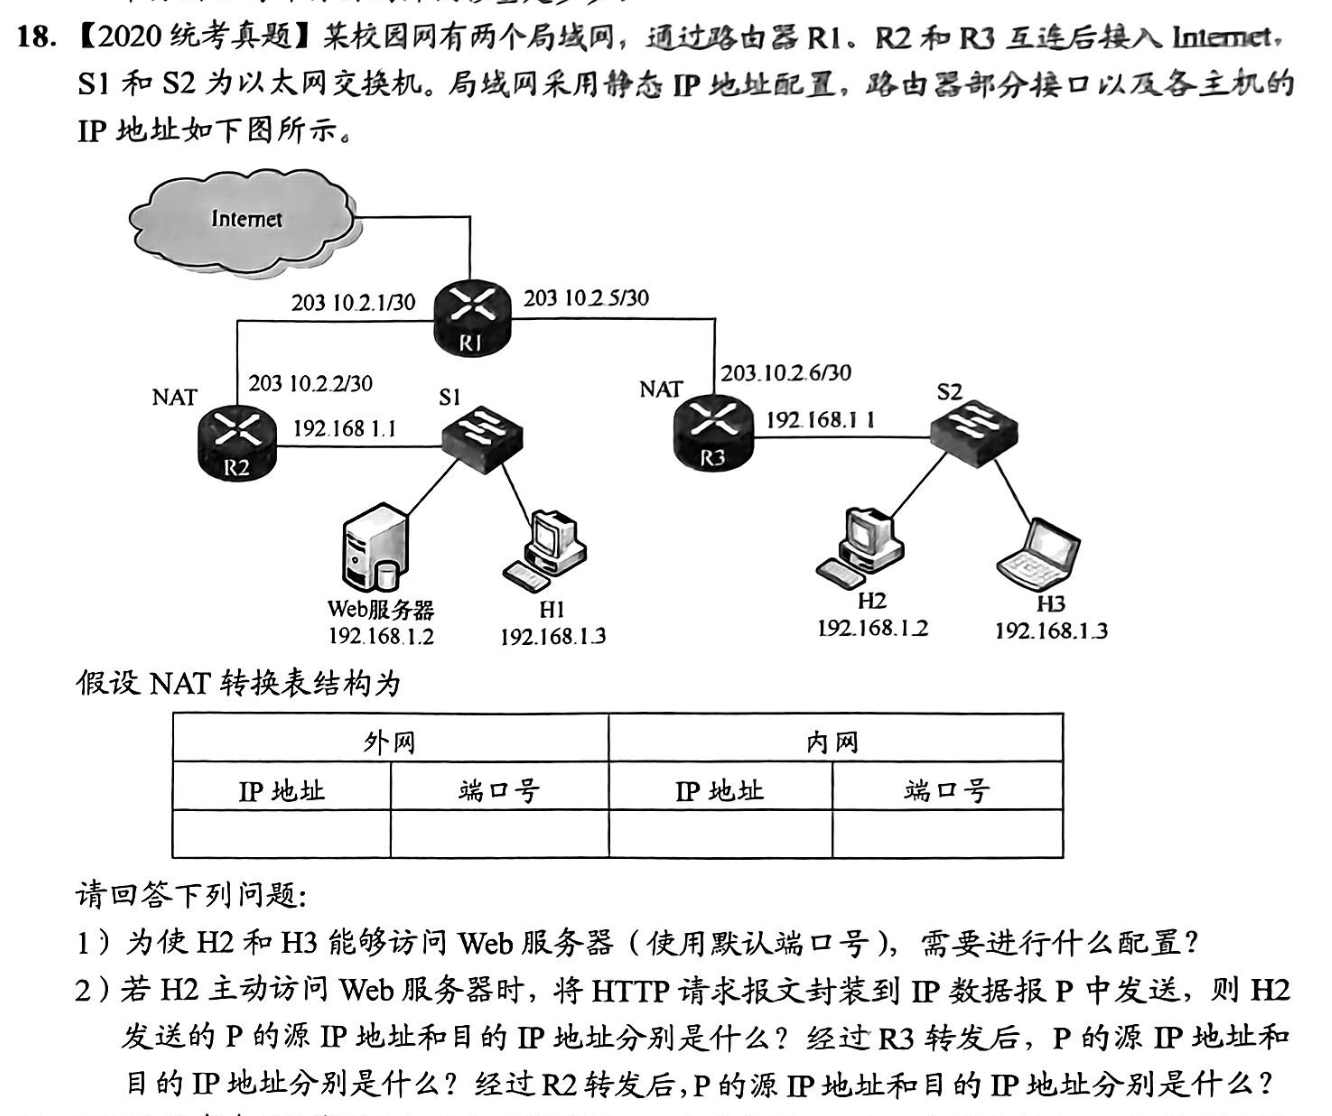 18. 【2020 统考真题】某校园网有两个局域网，通过路由器 R1、R2 和 R3 互连后接入 Internet，
S1 和 S2 为以太网交换机。局域网采用静态 IP 地址配置，路由器部分接口以及各主机的
IP 地址如下图所示。
Internet
203 10.2.1/30
203 10.2 5/30
R1
203 10.2.2/30
203.10.2.6/30
NAT
S1
NAT
S2
192.168 1.1
192 168.1 1
R2
R3
Web服务器
192.168.1.2
H1
192.168.1.3
H2
192.168.1.2
H3
192.168.1.3
假设 NAT 转换表结构为
外网 内网
IP 地址 端口号 IP 地址 端口号
请回答下列问题：
1）为使 H2 和 H3 能够访问 Web 服务器（使用默认端口号），需要进行什么配置？
2）若 H2 主动访问 Web 服务器时，将 HTTP 请求报文封装到 IP 数据报 P 中发送，则 H2
发送的 P 的源 IP 地址和目的 IP 地址分别是什么？经过 R3 转发后，P 的源 IP 地址和
目的 IP 地址分别是什么？经过 R2 转发后，P 的源 IP 地址和目的 IP 地址分别是什么？